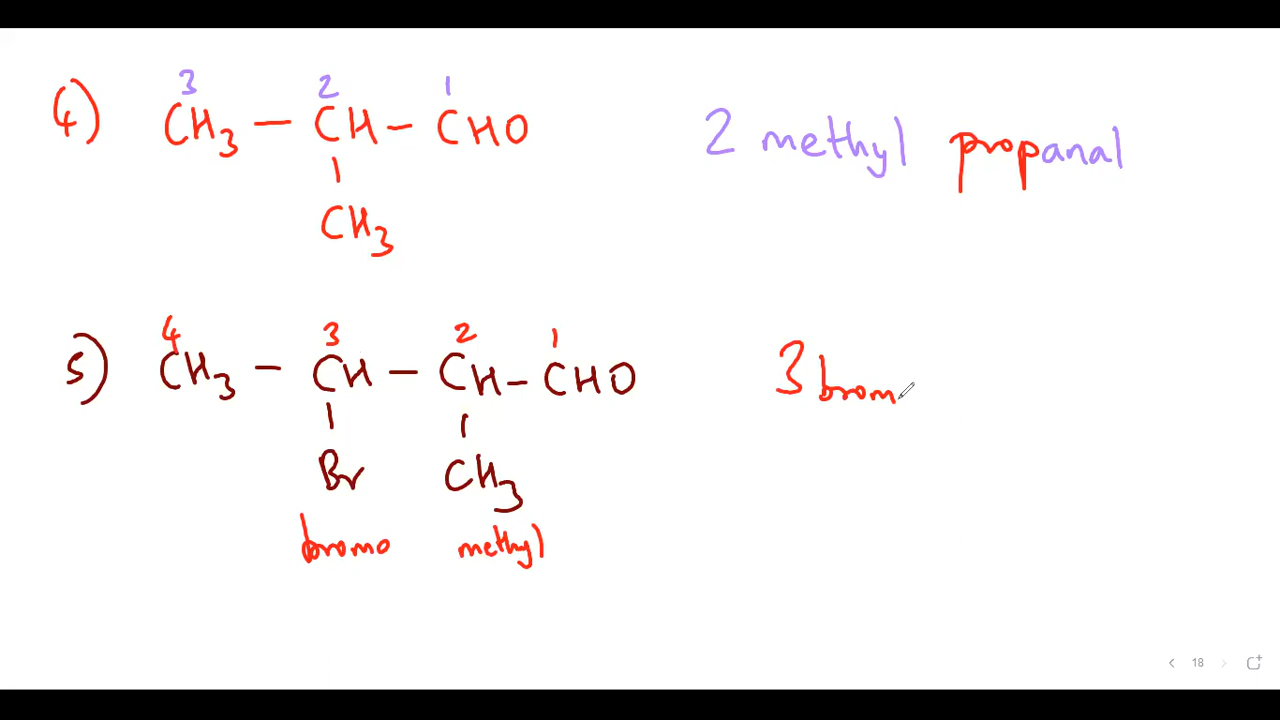 3 2 1
4) CH3 – CH – CHO 2 methyl propanal
CH3
4 3 2 1
5) CH3 – CH – CH – CHO 3 brom
Br CH3
bromo methyl
18